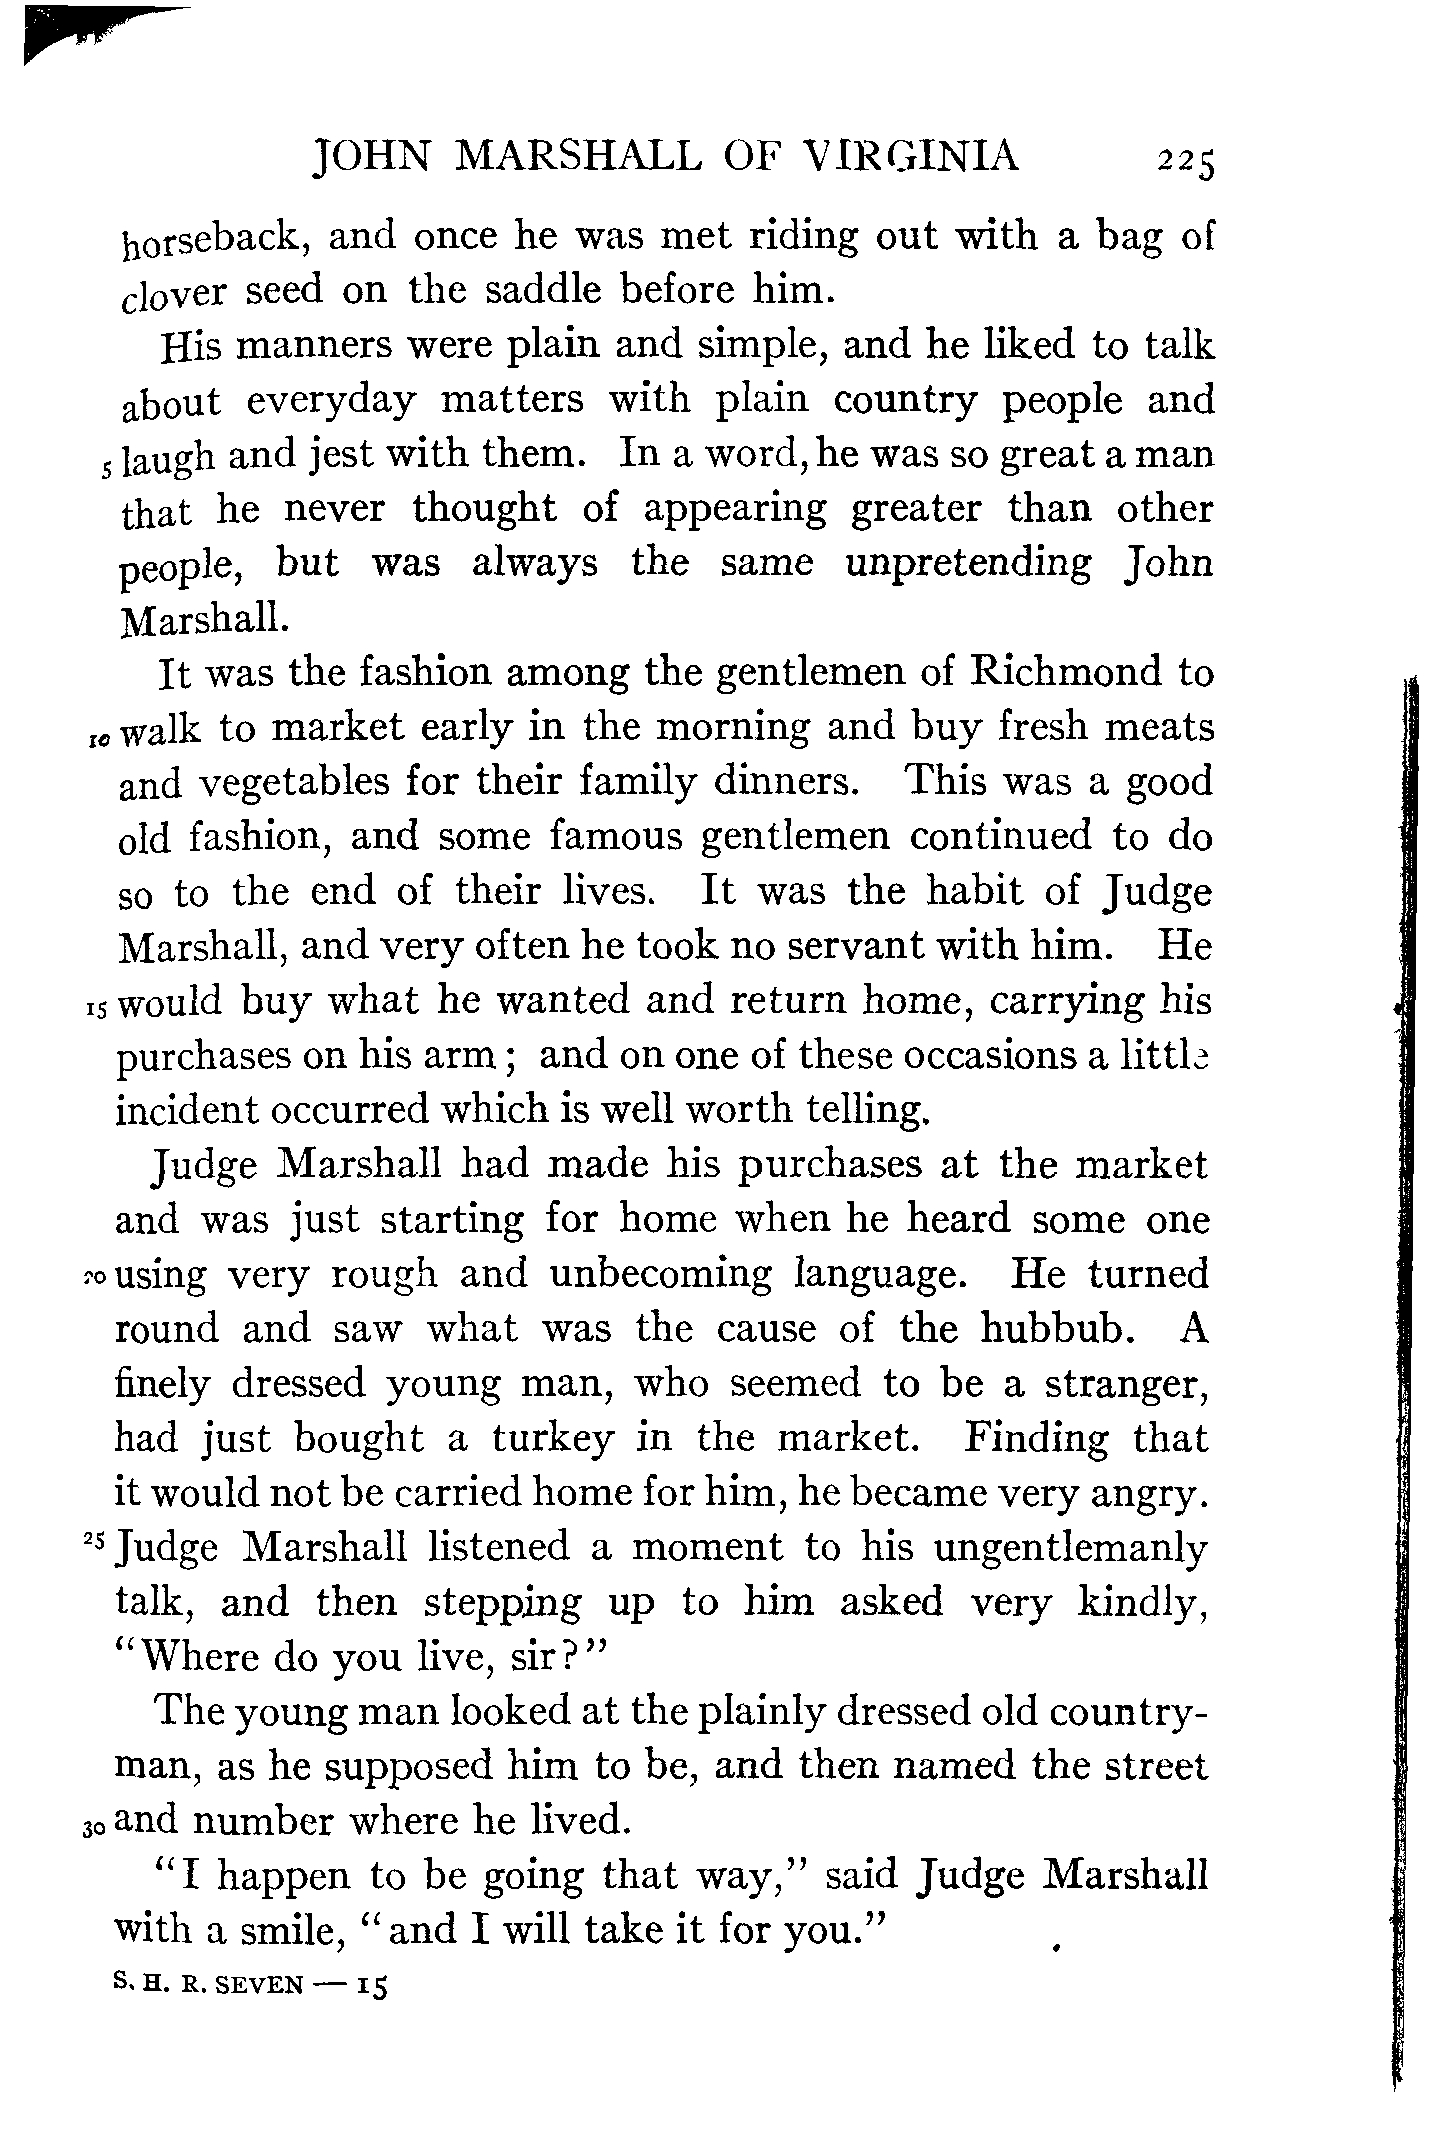 JOHN MARSHALL OF VIRGINIA 225
horseback, and once he was met riding out with a bag of
clover seed on the saddle before him.
His manners were plain and simple, and he liked to talk
about everyday matters with plain country people and
5 laugh and jest with them. In a word, he was so great a man
that he never thought of appearing greater than other
people, but was always the same unpretending John
Marshall.
It was the fashion among the gentlemen of Richmond to
10 walk to market early in the morning and buy fresh meats
and vegetables for their family dinners. This was a good
old fashion, and some famous gentlemen continued to do
so to the end of their lives. It was the habit of Judge
Marshall, and very often he took no servant with him. He
15 would buy what he wanted and return home, carrying his
purchases on his arm; and on one of these occasions a little
incident occurred which is well worth telling.
Judge Marshall had made his purchases at the market
and was just starting for home when he heard some one
20 using very rough and unbecoming language. He turned
round and saw what was the cause of the hubbub. A
finely dressed young man, who seemed to be a stranger,
had just bought a turkey in the market. Finding that
it would not be carried home for him, he became very angry.
25 Judge Marshall listened a moment to his ungentlemanly
talk, and then stepping up to him asked very kindly,
"Where do you live, sir?"
The young man looked at the plainly dressed old country-
man, as he supposed him to be, and then named the street
30 and number where he lived.
"I happen to be going that way," said Judge Marshall
with a smile, "and I will take it for you."
S. H. R. SEVEN — 15